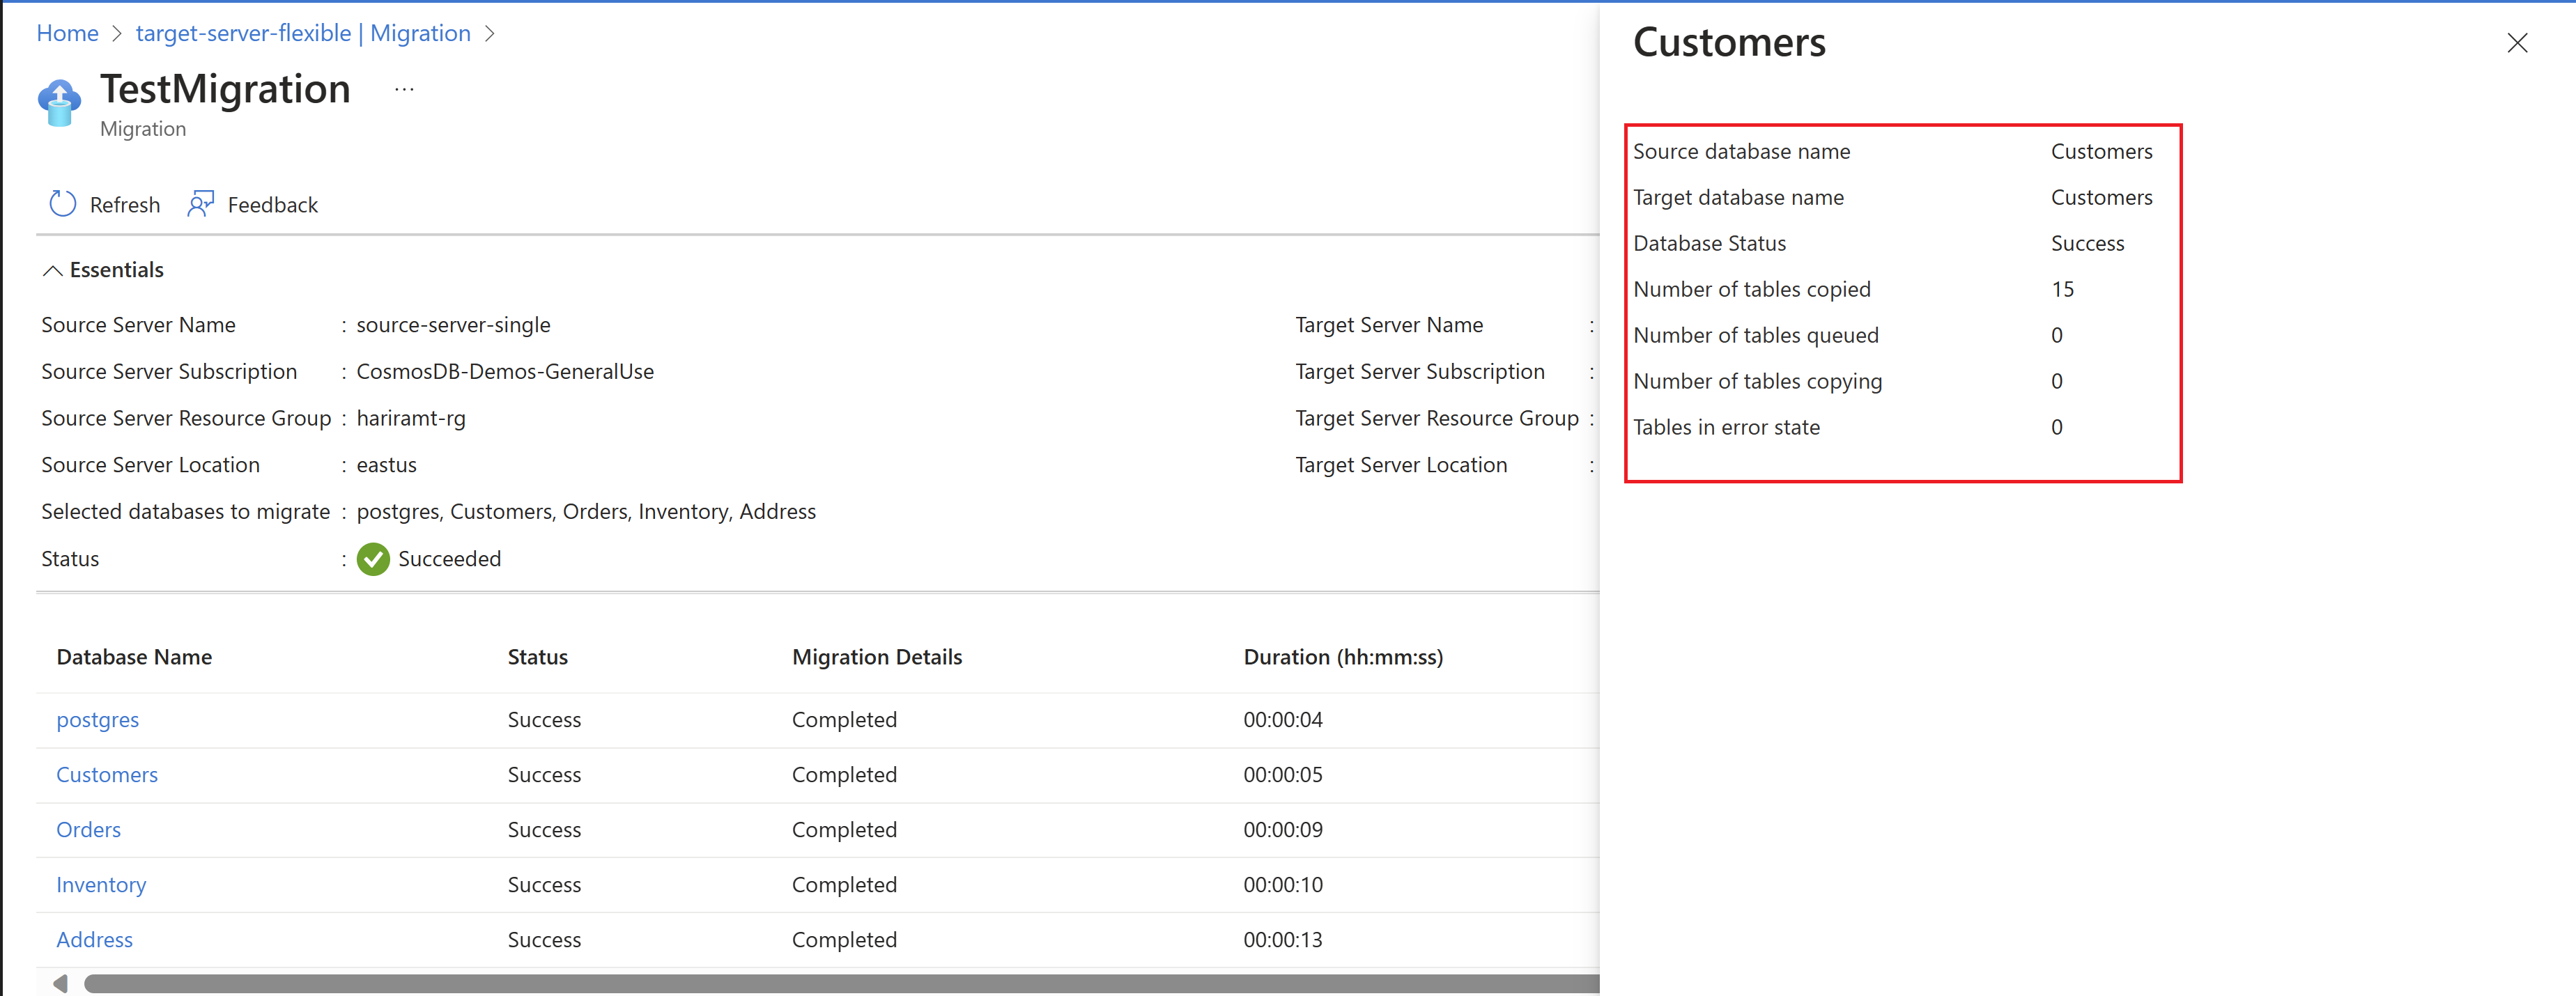 Home > target-server-flexible | Migration >
TestMigration ...
Migration
Refresh Feedback
Essentials
Source Server Name : source-server-single
Source Server Subscription : CosmosDB-Demos-GeneralUse
Source Server Resource Group : hariramt-rg
Source Server Location : eastus
Selected databases to migrate : postgres, Customers, Orders, Inventory, Address
Status : Succeeded
Target Server Name :
Target Server Subscription :
Target Server Resource Group :
Target Server Location :
Database Name Status Migration Details Duration (hh:mm:ss)
postgres Success Completed 00:00:04
Customers Success Completed 00:00:05
Orders Success Completed 00:00:09
Inventory Success Completed 00:00:10
Address Success Completed 00:00:13
Customers
Source database name Customers
Target database name Customers
Database Status Success
Number of tables copied 15
Number of tables queued 0
Number of tables copying 0
Tables in error state 0